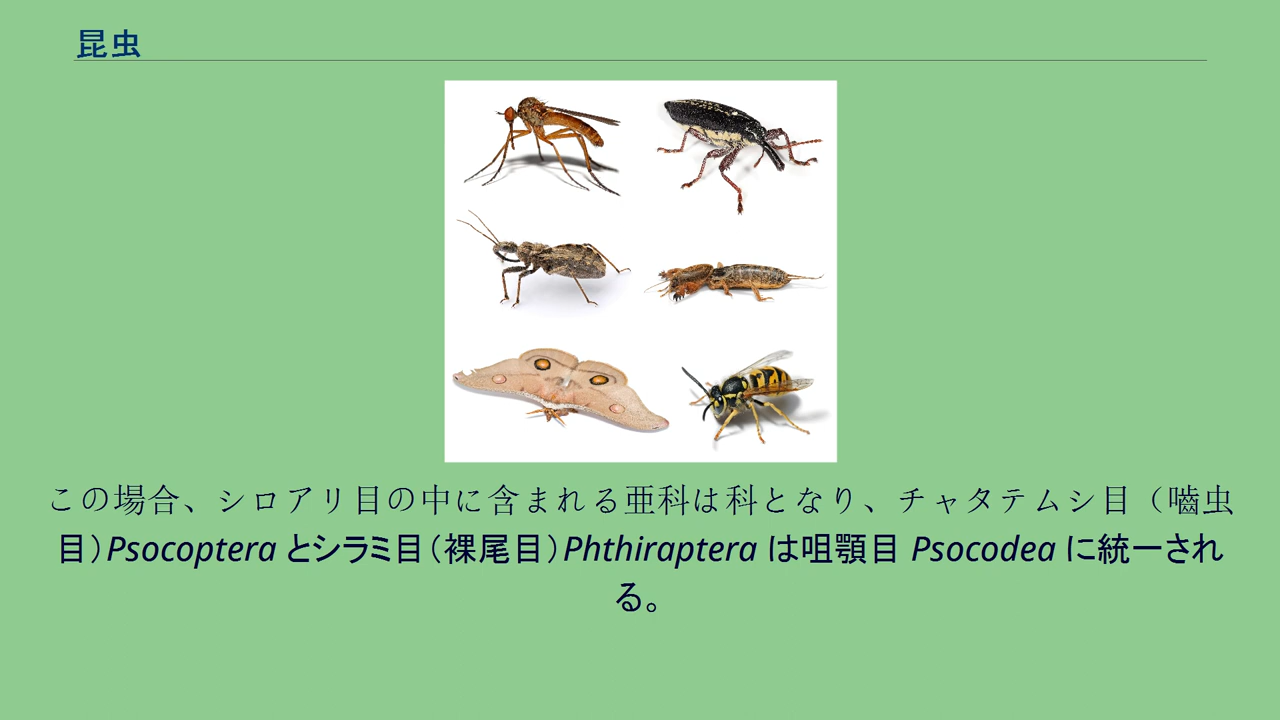 昆虫
この場合、シロアリ目の中に含まれる亜科は科となり、チャタテムシ目（嚙虫
目）Psocoptera とシラミ目（裸尾目）Phthiraptera は咀顎目 Psocodea に統一され
る。